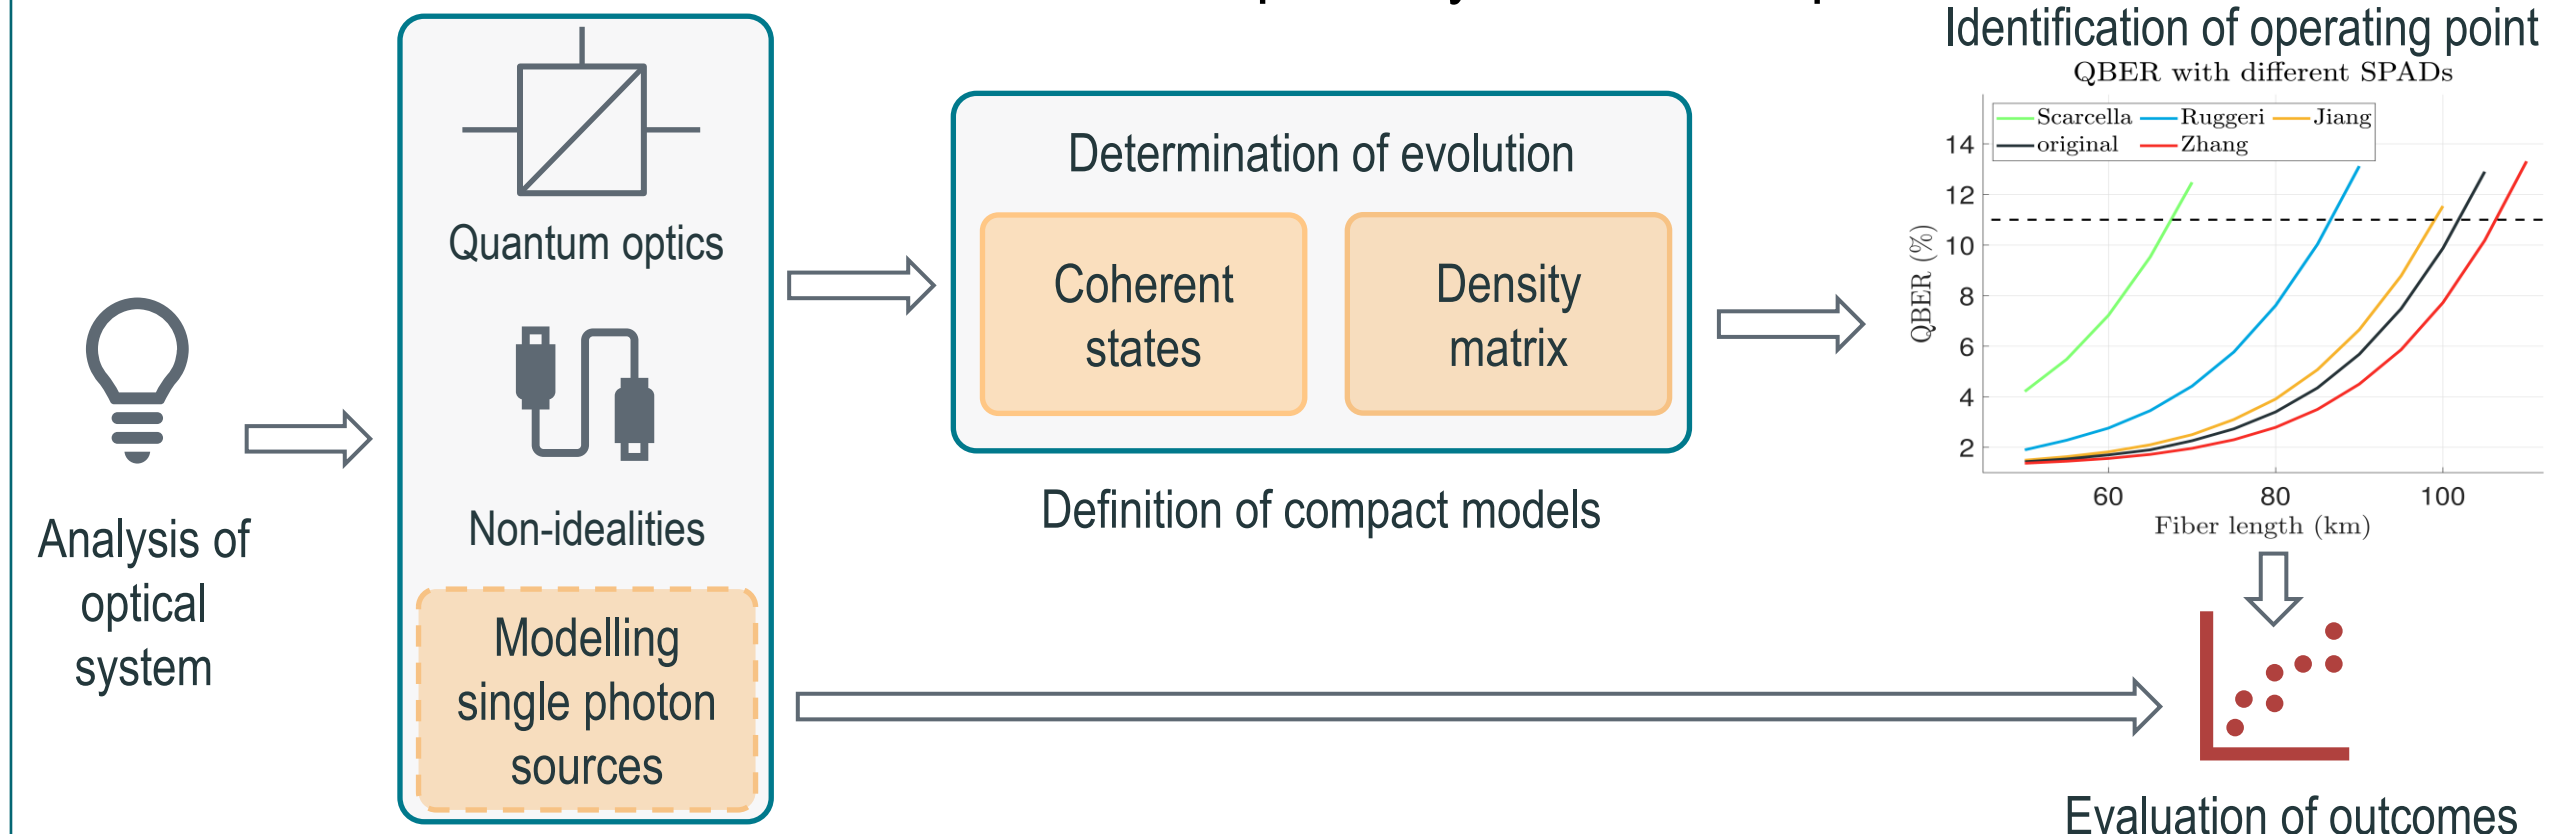 Identification of operating point
QBER with different SPADs
Scarcella
Ruggeri
Jiang
original
Zhang
14
12
10
8
6
4
2
QBER (%)
60
80
100
Fiber length (km)
Quantum optics
Non-idealities
Modelling
single photon
sources
Analysis of
optical
system
Determination of evolution
Coherent
states
Density
matrix
Definition of compact models
Evaluation of outcomes